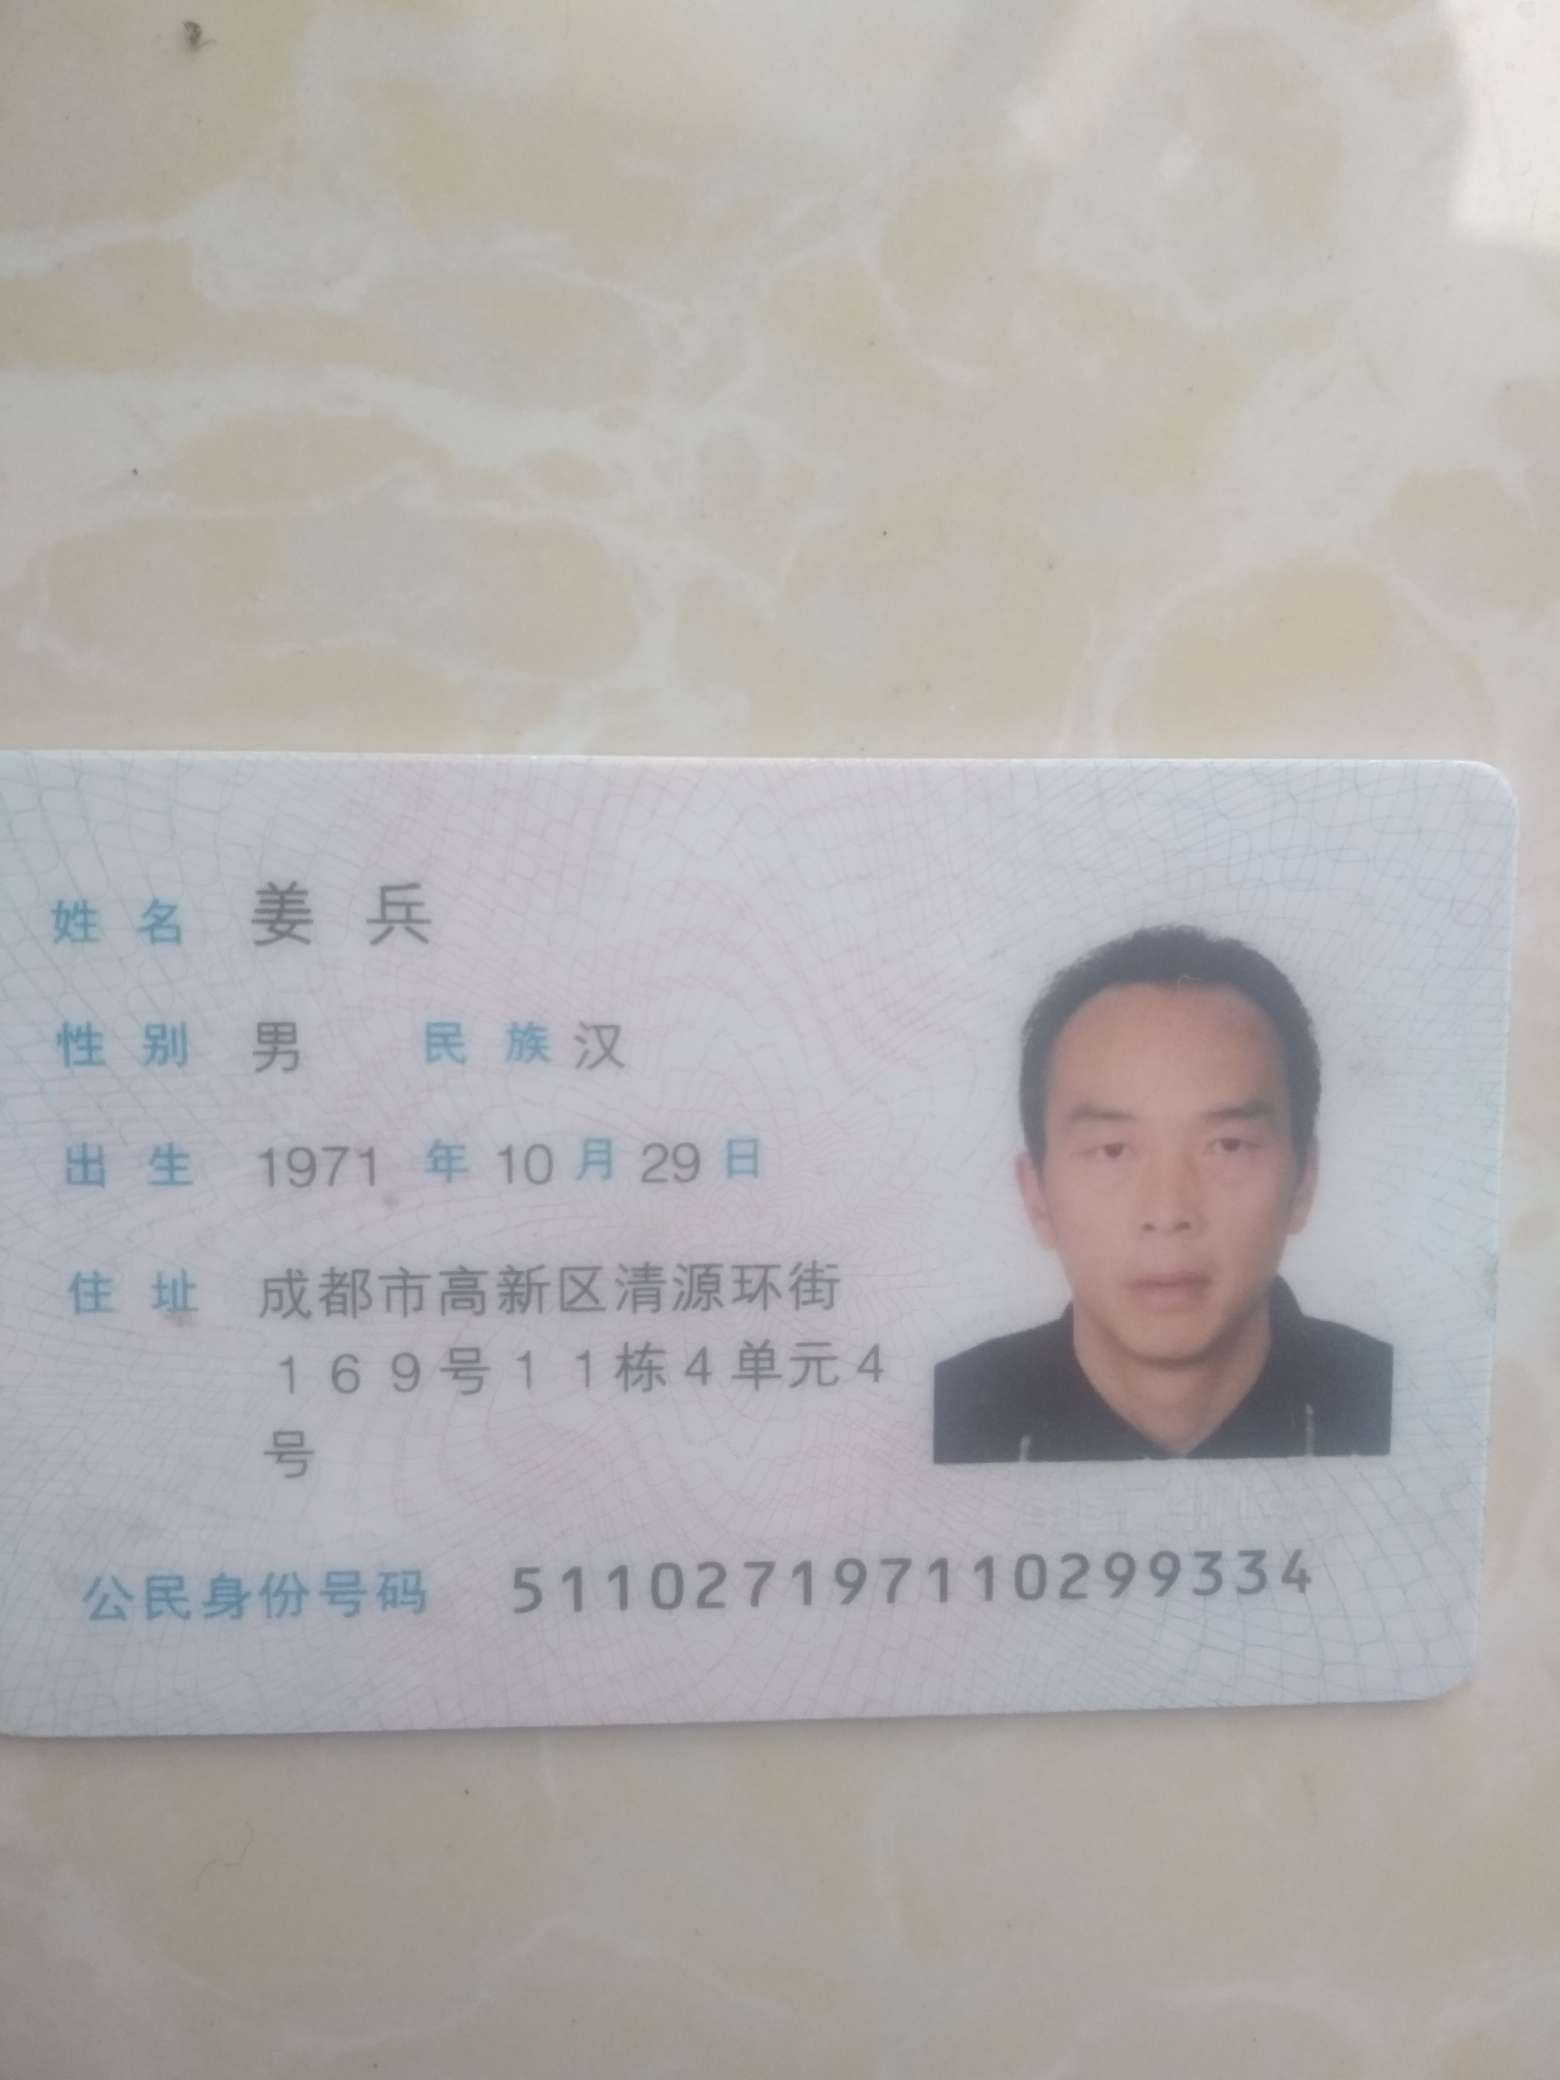 姓名 姜兵
性别 男 民族 汉
出生 1971 年 10 月 29 日
住址 成都市高新区清源环街
169号11栋4单元4
号
公民身份号码 511027197110299334